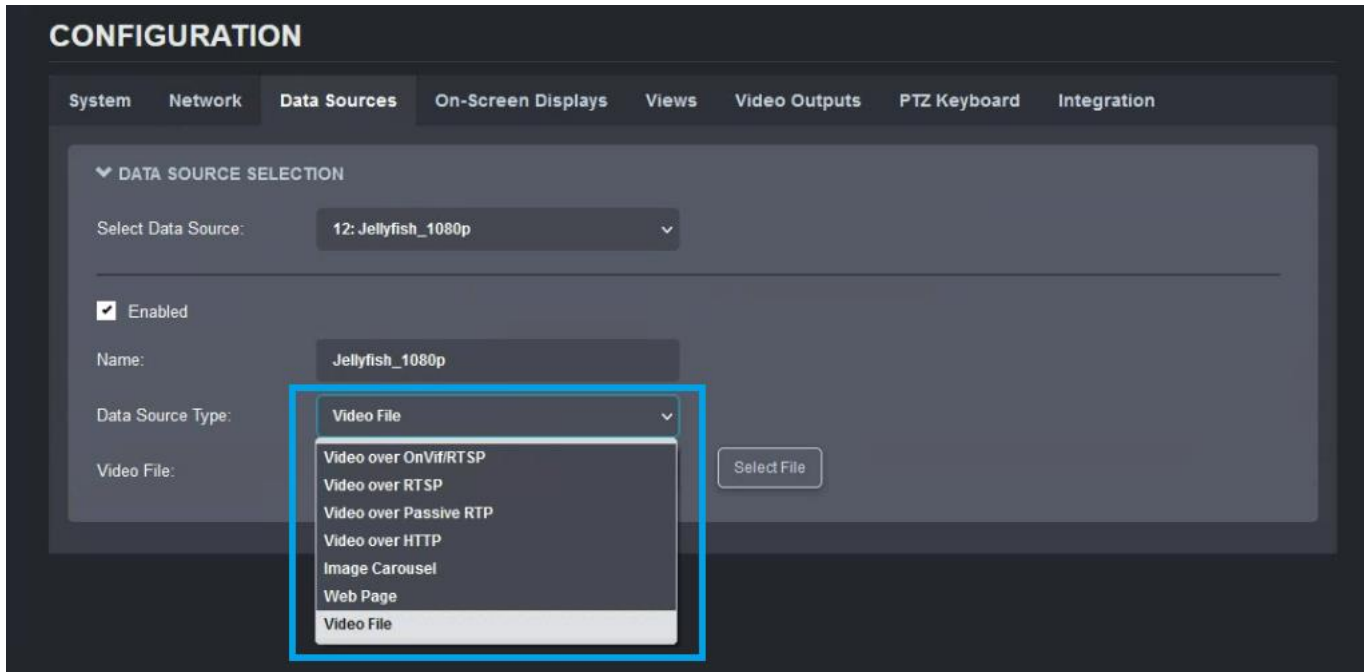 CONFIGURATION
System Network Data Sources On-Screen Displays Views Video Outputs PTZ Keyboard Integration
DATA SOURCE SELECTION
Select Data Source: 12: Jellyfish_1080p
Enabled
Name: Jellyfish_1080p
Data Source Type: Video File
Video over OnVif/RTSP
Video File: Select File
Video over RTSP
Video over Passive RTP
Video over HTTP
Image Carousel
Web Page
Video File